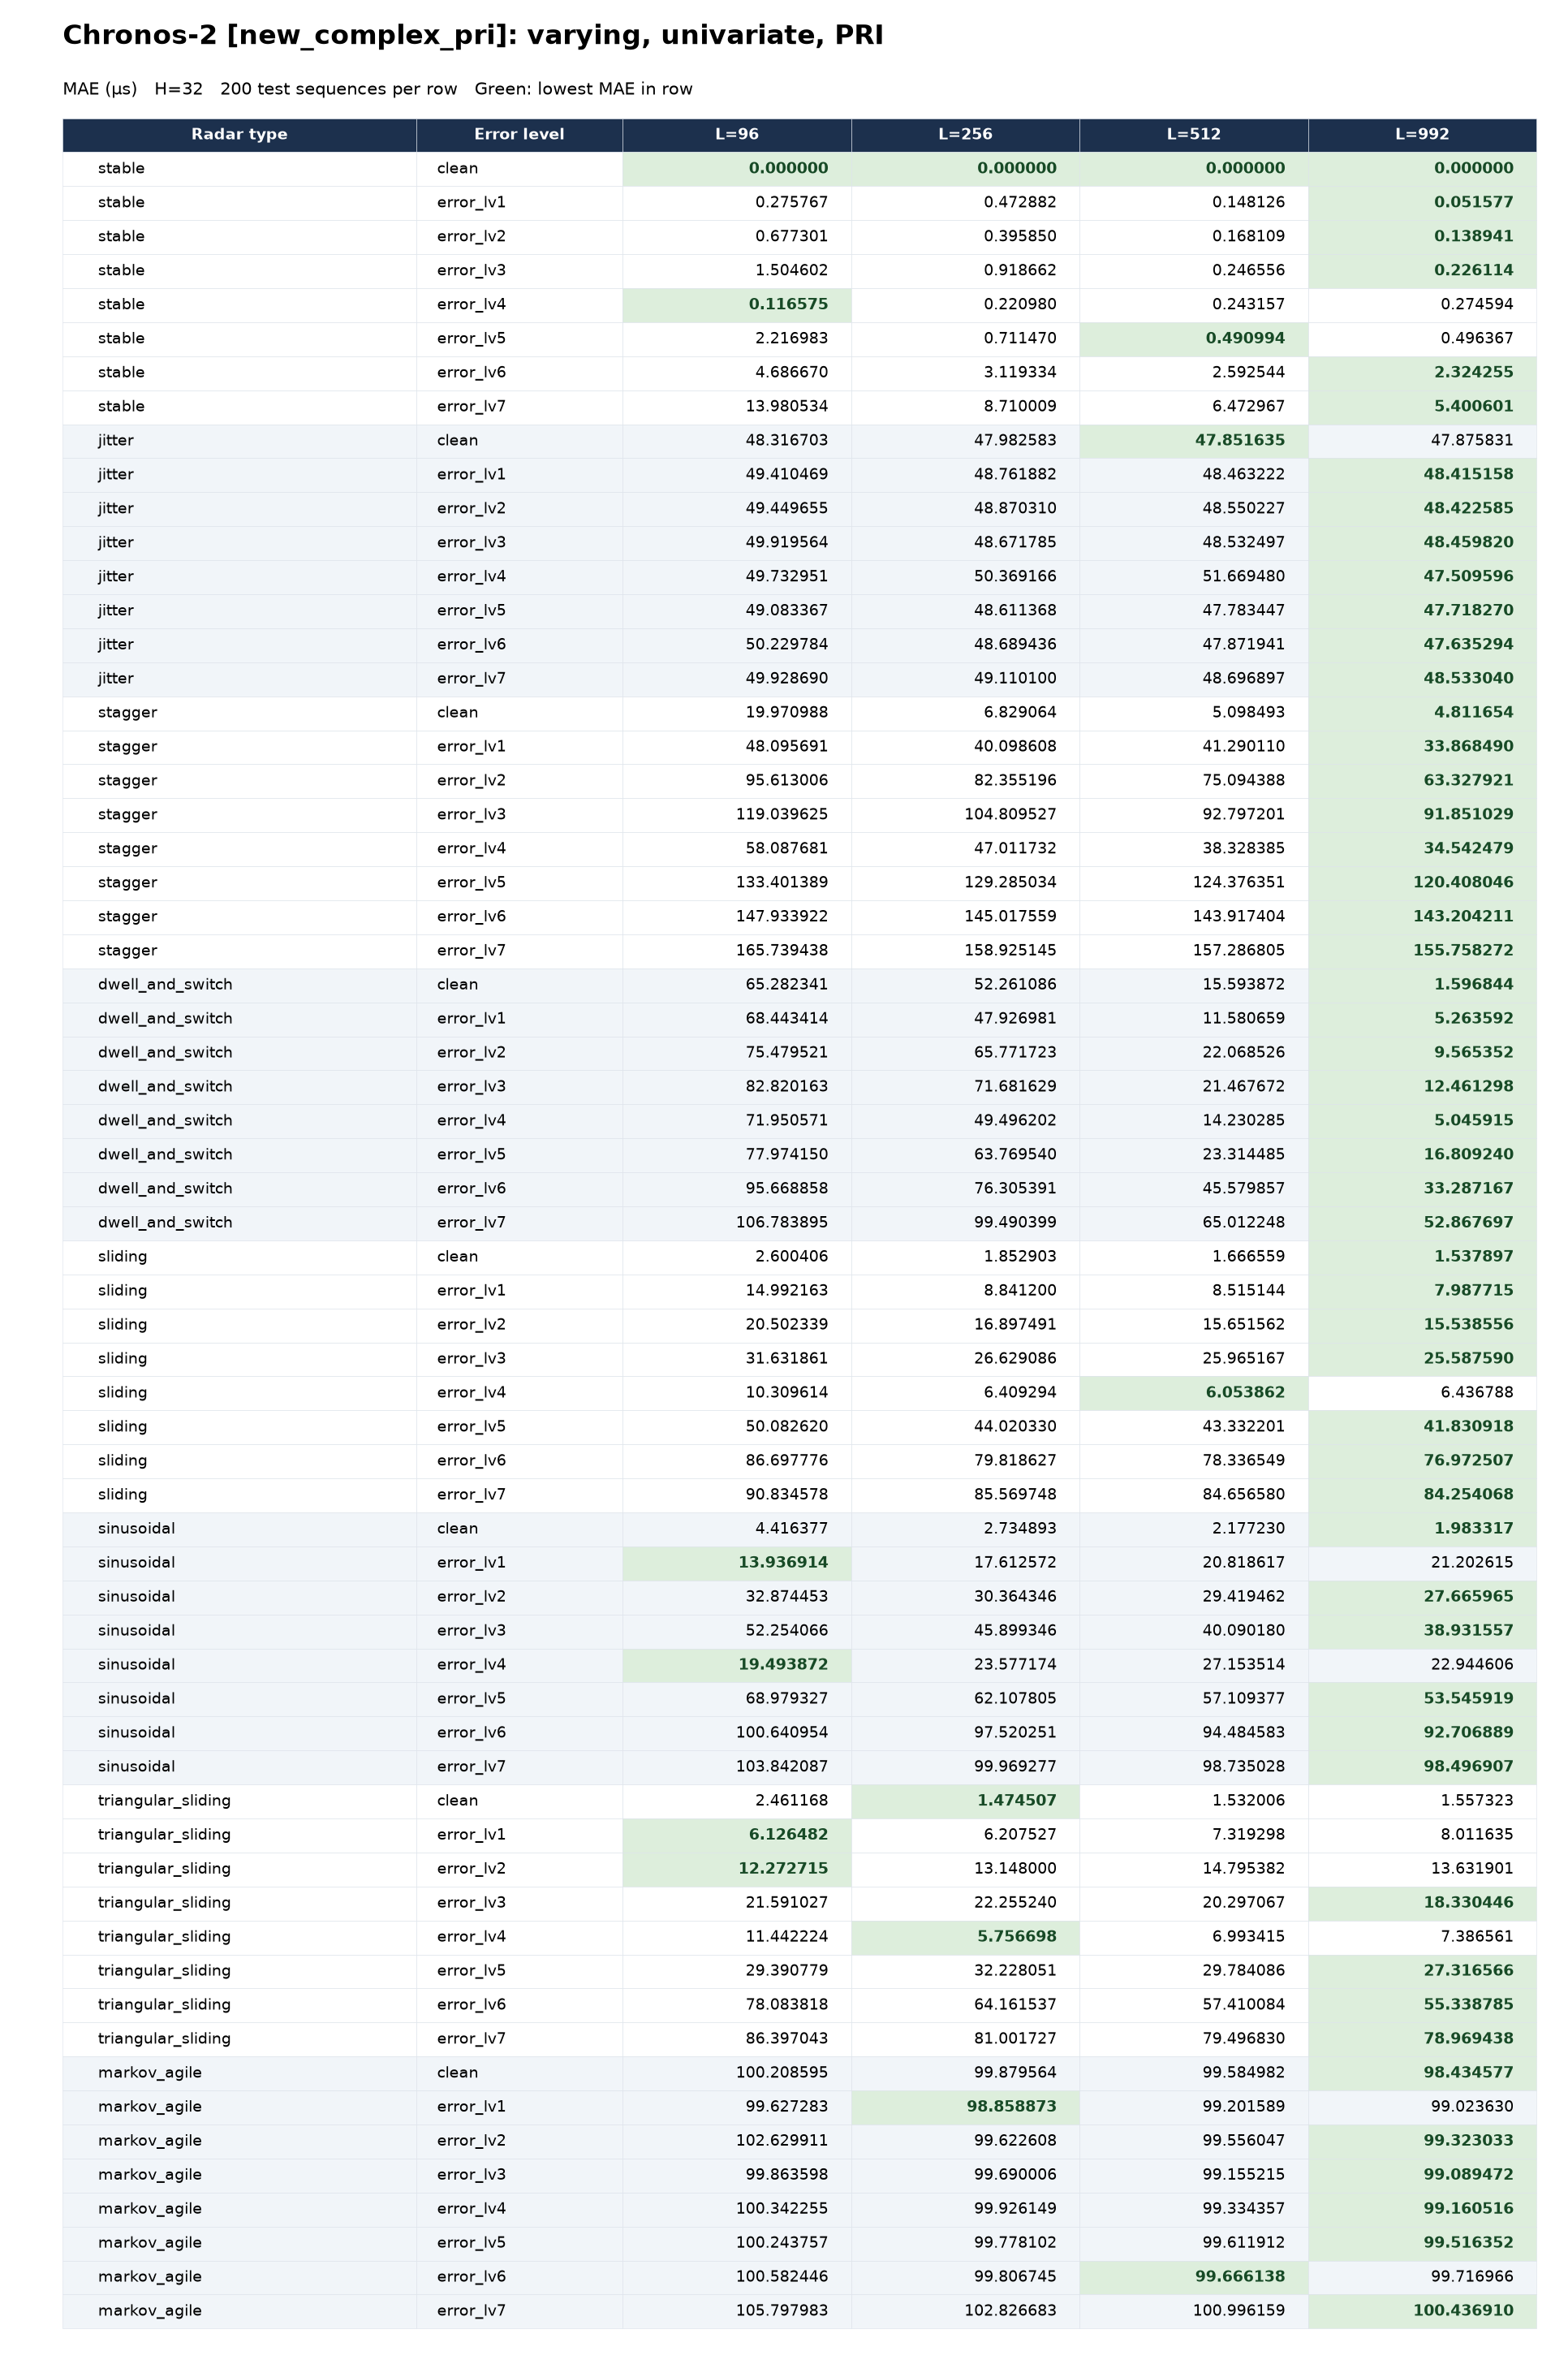 Chronos-2 [new_complex_pri]: varying, univariate, PRI
MAE (µs) H=32 200 test sequences per row Green: lowest MAE in row
Radar type Error level L=96 L=256 L=512 L=992
stable clean 0.000000 0.000000 0.000000 0.000000
stable error_lv1 0.275767 0.472882 0.148126 0.051577
stable error_lv2 0.677301 0.395850 0.168109 0.138941
stable error_lv3 1.504602 0.918662 0.246556 0.226114
stable error_lv4 0.116575 0.220980 0.243157 0.274594
stable error_lv5 2.216983 0.711470 0.490994 0.496367
stable error_lv6 4.686670 3.119334 2.592544 2.324255
stable error_lv7 13.980534 8.710009 6.472967 5.400601
jitter clean 48.316703 47.982583 47.851635 47.875831
jitter error_lv1 49.410469 48.761882 48.463222 48.415158
jitter error_lv2 49.449655 48.870310 48.550227 48.422585
jitter error_lv3 49.919564 48.671785 48.532497 48.459820
jitter error_lv4 49.732951 50.369166 51.669480 47.509596
jitter error_lv5 49.083367 48.611368 47.783447 47.718270
jitter error_lv6 50.229784 48.689436 47.871941 47.635294
jitter error_lv7 49.928690 49.110100 48.696897 48.533040
stagger clean 19.970988 6.829064 5.098493 4.811654
stagger error_lv1 48.095691 40.098608 41.290110 33.868490
stagger error_lv2 95.613006 82.355196 75.094388 63.327921
stagger error_lv3 119.039625 104.809527 92.797201 91.851029
stagger error_lv4 58.087681 47.011732 38.328385 34.542479
stagger error_lv5 133.401389 129.285034 124.376351 120.408046
stagger error_lv6 147.933922 145.017559 143.917404 143.204211
stagger error_lv7 165.739438 158.925145 157.286805 155.758272
dwell_and_switch clean 65.282341 52.261086 15.593872 1.596844
dwell_and_switch error_lv1 68.443414 47.926981 11.580659 5.263592
dwell_and_switch error_lv2 75.479521 65.771723 22.068526 9.565352
dwell_and_switch error_lv3 82.820163 71.681629 21.467672 12.461298
dwell_and_switch error_lv4 71.950571 49.496202 14.230285 5.045915
dwell_and_switch error_lv5 77.974150 63.769540 23.314485 16.809240
dwell_and_switch error_lv6 95.668858 76.305391 45.579857 33.287167
dwell_and_switch error_lv7 106.783895 99.490399 65.012248 52.867697
sliding clean 2.600406 1.852903 1.666559 1.537897
sliding error_lv1 14.992163 8.841200 8.515144 7.987715
sliding error_lv2 20.502339 16.897491 15.651562 15.538556
sliding error_lv3 31.631861 26.629086 25.965167 25.587590
sliding error_lv4 10.309614 6.409294 6.053862 6.436788
sliding error_lv5 50.082620 44.020330 43.332201 41.830918
sliding error_lv6 86.697776 79.818627 78.336549 76.972507
sliding error_lv7 90.834578 85.569748 84.656580 84.254068
sinusoidal clean 4.416377 2.734893 2.177230 1.983317
sinusoidal error_lv1 13.936914 17.612572 20.818617 21.202615
sinusoidal error_lv2 32.874453 30.364346 29.419462 27.665965
sinusoidal error_lv3 52.254066 45.899346 40.090180 38.931557
sinusoidal error_lv4 19.493872 23.577174 27.153514 22.944606
sinusoidal error_lv5 68.979327 62.107805 57.109377 53.545919
sinusoidal error_lv6 100.640954 97.520251 94.484583 92.706889
sinusoidal error_lv7 103.842087 99.969277 98.735028 98.496907
triangular_sliding clean 2.461168 1.474507 1.532006 1.557323
triangular_sliding error_lv1 6.126482 6.207527 7.319298 8.011635
triangular_sliding error_lv2 12.272715 13.148000 14.795382 13.631901
triangular_sliding error_lv3 21.591027 22.255240 20.297067 18.330446
triangular_sliding error_lv4 11.442224 5.756698 6.993415 7.386561
triangular_sliding error_lv5 29.390779 32.228051 29.784086 27.316566
triangular_sliding error_lv6 78.083818 64.161537 57.410084 55.338785
triangular_sliding error_lv7 86.397043 81.001727 79.496830 78.969438
markov_agile clean 100.208595 99.879564 99.584982 98.434577
markov_agile error_lv1 99.627283 98.858873 99.201589 99.023630
markov_agile error_lv2 102.629911 99.622608 99.556047 99.323033
markov_agile error_lv3 99.863598 99.690006 99.155215 99.089472
markov_agile error_lv4 100.342255 99.926149 99.334357 99.160516
markov_agile error_lv5 100.243757 99.778102 99.611912 99.516352
markov_agile error_lv6 100.582446 99.806745 99.666138 99.716966
markov_agile error_lv7 105.797983 102.826683 100.996159 100.436910